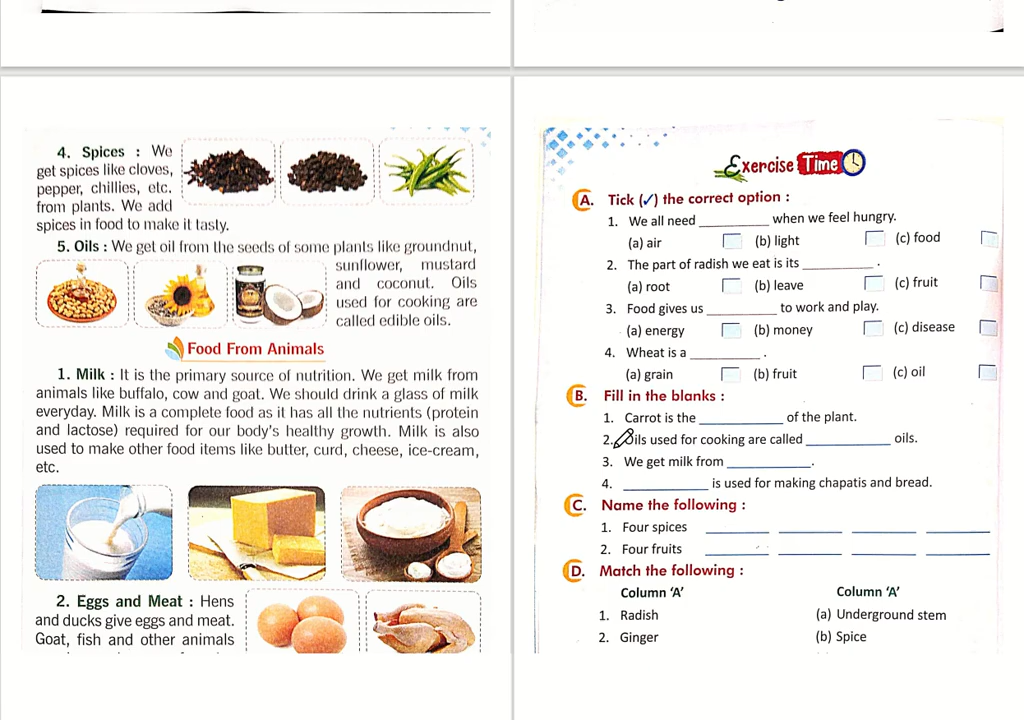 4. Spices : We
get spices like cloves,
pepper, chillies, etc.
from plants. We add
spices in food to make it tasty.
5. Oils : We get oil from the seeds of some plants like groundnut,
sunflower, mustard
and coconut. Oils
used for cooking are
called edible oils.
Food From Animals
1. Milk : It is the primary source of nutrition. We get milk from
animals like buffalo, cow and goat. We should drink a glass of milk
everyday. Milk is a complete food as it has all the nutrients (protein
and lactose) required for our body's healthy growth. Milk is also
used to make other food items like butter, curd, cheese, ice-cream,
etc.
2. Eggs and Meat : Hens
and ducks give eggs and meat.
Goat, fish and other animals
Exercise Time
A. Tick (✓) the correct option :
1. We all need __________ when we feel hungry.
(a) air (b) light (c) food
2. The part of radish we eat is its __________ .
(a) root (b) leave (c) fruit
3. Food gives us __________ to work and play.
(a) energy (b) money (c) disease
4. Wheat is a __________ .
(a) grain (b) fruit (c) oil
B. Fill in the blanks :
1. Carrot is the ____________ of the plant.
2. Oils used for cooking are called ____________ oils.
3. We get milk from ____________.
4. ____________ is used for making chapatis and bread.
C. Name the following :
1. Four spices _________ _________ _________ _________
2. Four fruits _________ _________ _________ _________
D. Match the following :
Column 'A' Column 'A'
1. Radish (a) Underground stem
2. Ginger (b) Spice